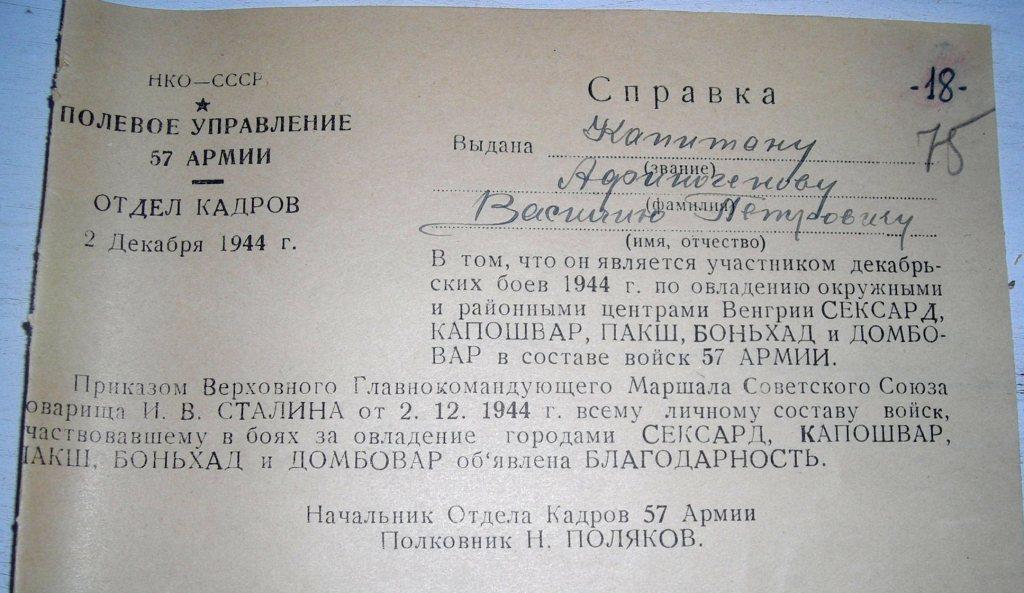 НКО—СССР
★
ПОЛЕВОЕ УПРАВЛЕНИЕ
57 АРМИИ
ОТДЕЛ КАДРОВ
2 Декабря 1944 г.
-18-
75
Справка
Выдана Капитану
(звание)
Афиногенову
(фамилия)
Василию Петровичу
(имя, отчество)
В том, что он является участником декабрь-
ских боев 1944 г. по овладению окружными
и районными центрами Венгрии СЕКСАРД,
КАПОШВАР, ПАКШ, БОНЬХАД и ДОМБО-
ВАР в составе войск 57 АРМИИ.
Приказом Верховного Главнокомандующего Маршала Советского Союза
оварища И. В. СТАЛИНА от 2. 12. 1944 г. всему личному составу войск,
частвовавшему в боях за овладение городами СЕКСАРД, КАПОШВАР,
ПАКШ, БОНЬХАД и ДОМБОВАР об‘явлена БЛАГОДАРНОСТЬ.
Начальник Отдела Кадров 57 Армии
Полковник Н. ПОЛЯКОВ.